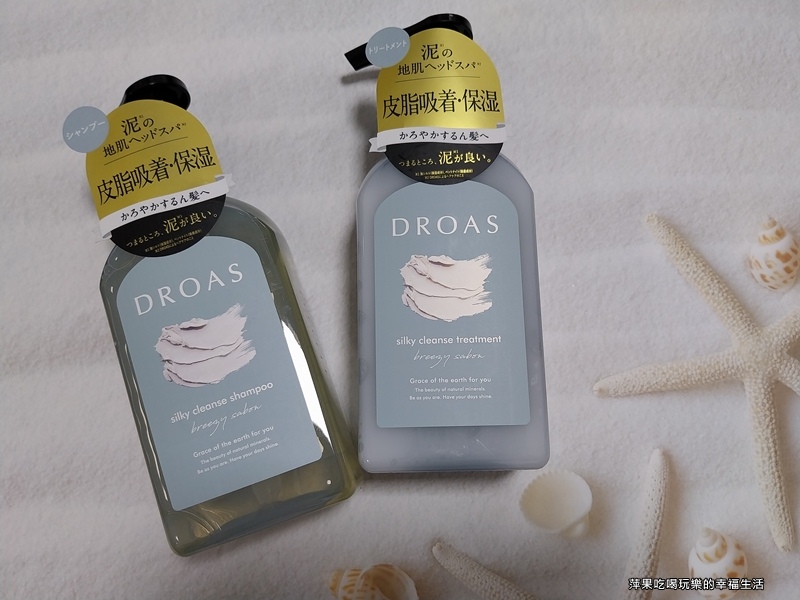 シャンプー
泥の
地肌ヘッドスパ
皮脂吸着・保湿
かろやかするん髪へ
つまるところ、泥が良い。
DROAS
silky cleanse shampoo
breezy sabon
Grace of the earth for you
The beauty of natural minerals.
Be as you are. Have your days shine.
トリートメント
泥の
地肌ヘッドスパ
皮脂吸着・保湿
かろやかするん髪へ
つまるところ、泥が良い。
DROAS
silky cleanse treatment
breezy sabon
Grace of the earth for you
The beauty of natural minerals.
Be as you are. Have your days shine.
萍果吃喝玩樂的幸福生活